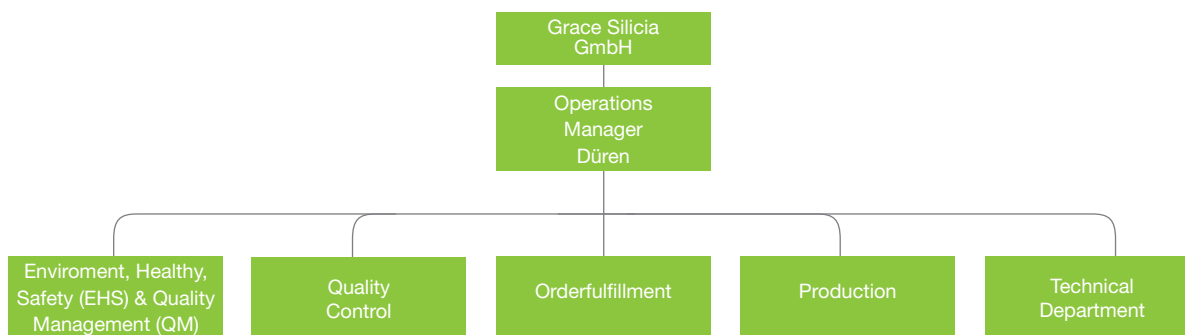 Grace Silicia
GmbH
Operations
Manager
Düren
Enviroment, Healthy,
Safety (EHS) & Quality
Management (QM)
Quality
Control
Orderfulfillment
Production
Technical
Department